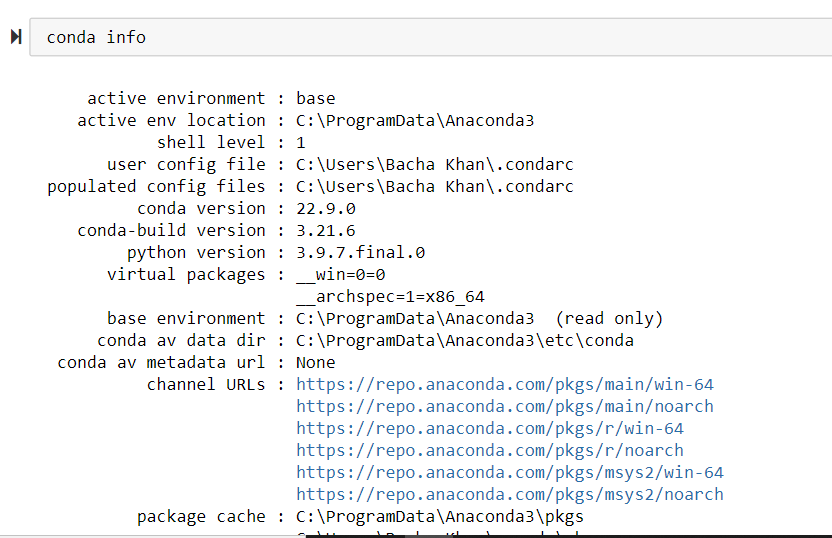 conda info
active environment : base
active env location : C:\ProgramData\Anaconda3
shell level : 1
user config file : C:\Users\Bacha Khan\.condarc
populated config files : C:\Users\Bacha Khan\.condarc
conda version : 22.9.0
conda-build version : 3.21.6
python version : 3.9.7.final.0
virtual packages : __win=0=0
__archspec=1=x86_64
base environment : C:\ProgramData\Anaconda3  (read only)
conda av data dir : C:\ProgramData\Anaconda3\etc\conda
conda av metadata url : None
channel URLs : https://repo.anaconda.com/pkgs/main/win-64
https://repo.anaconda.com/pkgs/main/noarch
https://repo.anaconda.com/pkgs/r/win-64
https://repo.anaconda.com/pkgs/r/noarch
https://repo.anaconda.com/pkgs/msys2/win-64
https://repo.anaconda.com/pkgs/msys2/noarch
package cache : C:\ProgramData\Anaconda3\pkgs